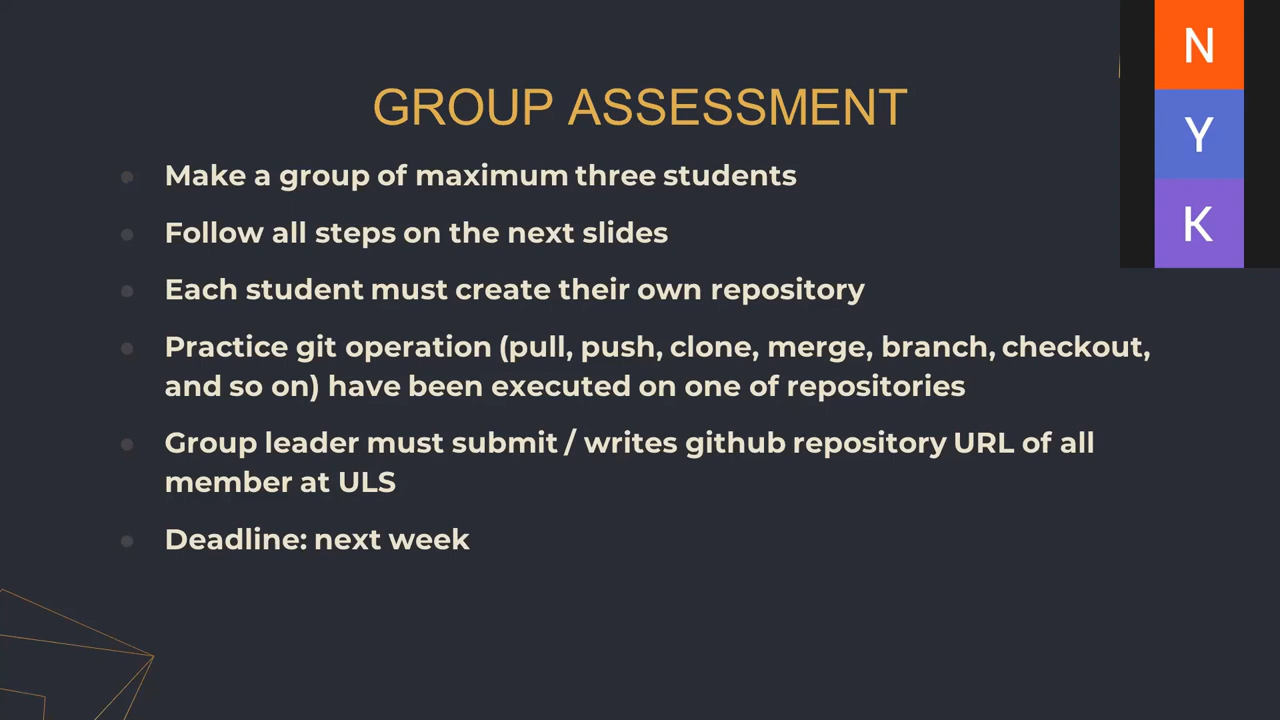 GROUP ASSESSMENT
Make a group of maximum three students
Follow all steps on the next slides
Each student must create their own repository
Practice git operation (pull, push, clone, merge, branch, checkout,
and so on) have been executed on one of repositories
Group leader must submit / writes github repository URL of all
member at ULS
Deadline: next week
N
Y
K